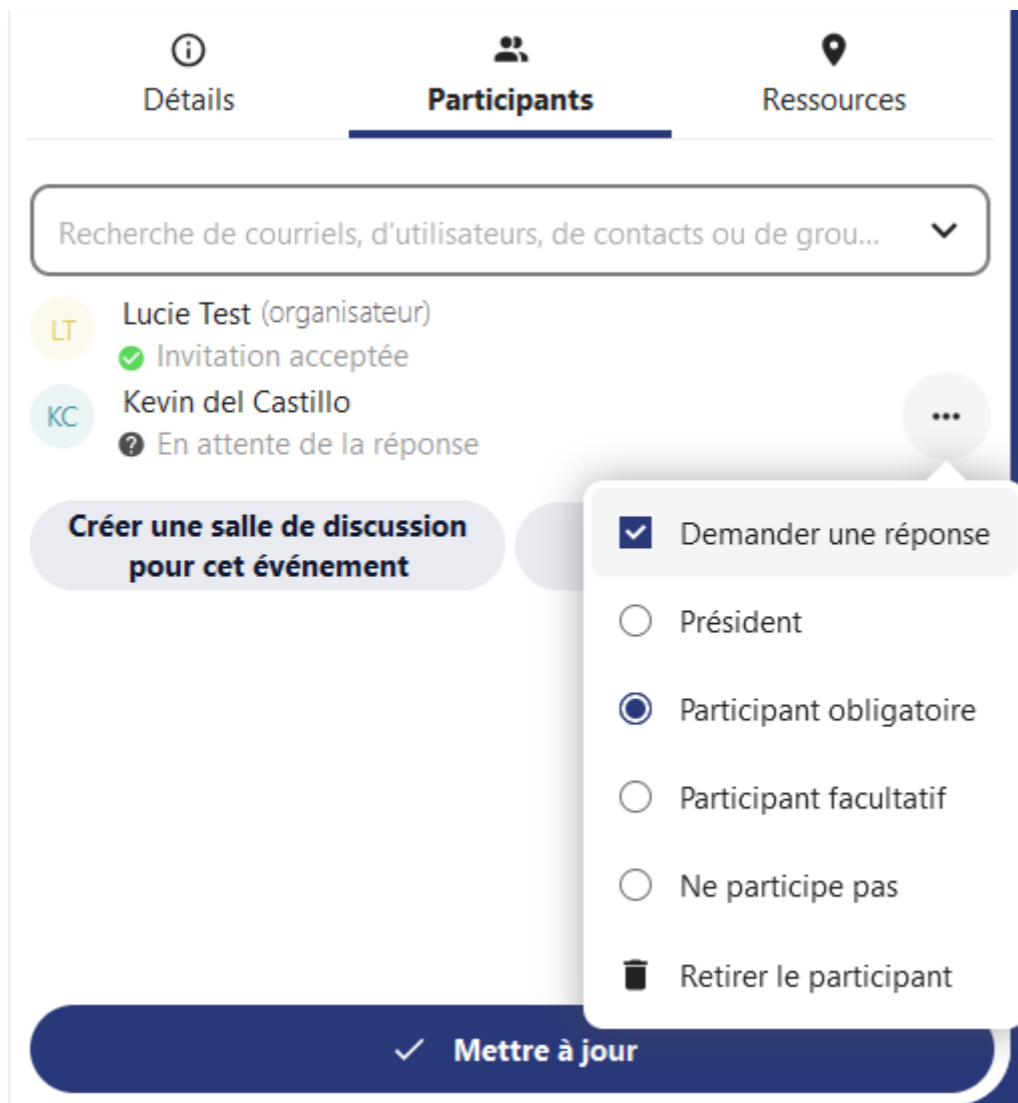 Détails
Participants
Ressources
Recherche de courriels, d'utilisateurs, de contacts ou de grou...
LT
Lucie Test (organisateur)
Invitation acceptée
KC
Kevin del Castillo
En attente de la réponse
Créer une salle de discussion
pour cet événement
Demander une réponse
Président
Participant obligatoire
Participant facultatif
Ne participe pas
Retirer le participant
Mettre à jour